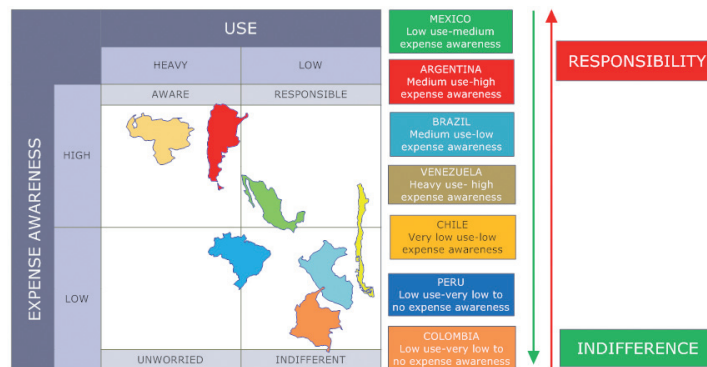 USE
HEAVY
LOW
AWARE
RESPONSIBLE
EXPENSE AWARENESS
HIGH
LOW
UNWORRIED
INDIFFERENT
MEXICO
Low use-medium
expense awareness
ARGENTINA
Medium use-high
expense awareness
BRAZIL
Medium use-low
expense awareness
VENEZUELA
Heavy use- high
expense awareness
CHILE
Very low use-low
expense awareness
PERU
Low use-very low to
no expense awareness
COLOMBIA
Low use-very low to
no expense awareness
RESPONSIBILITY
INDIFFERENCE